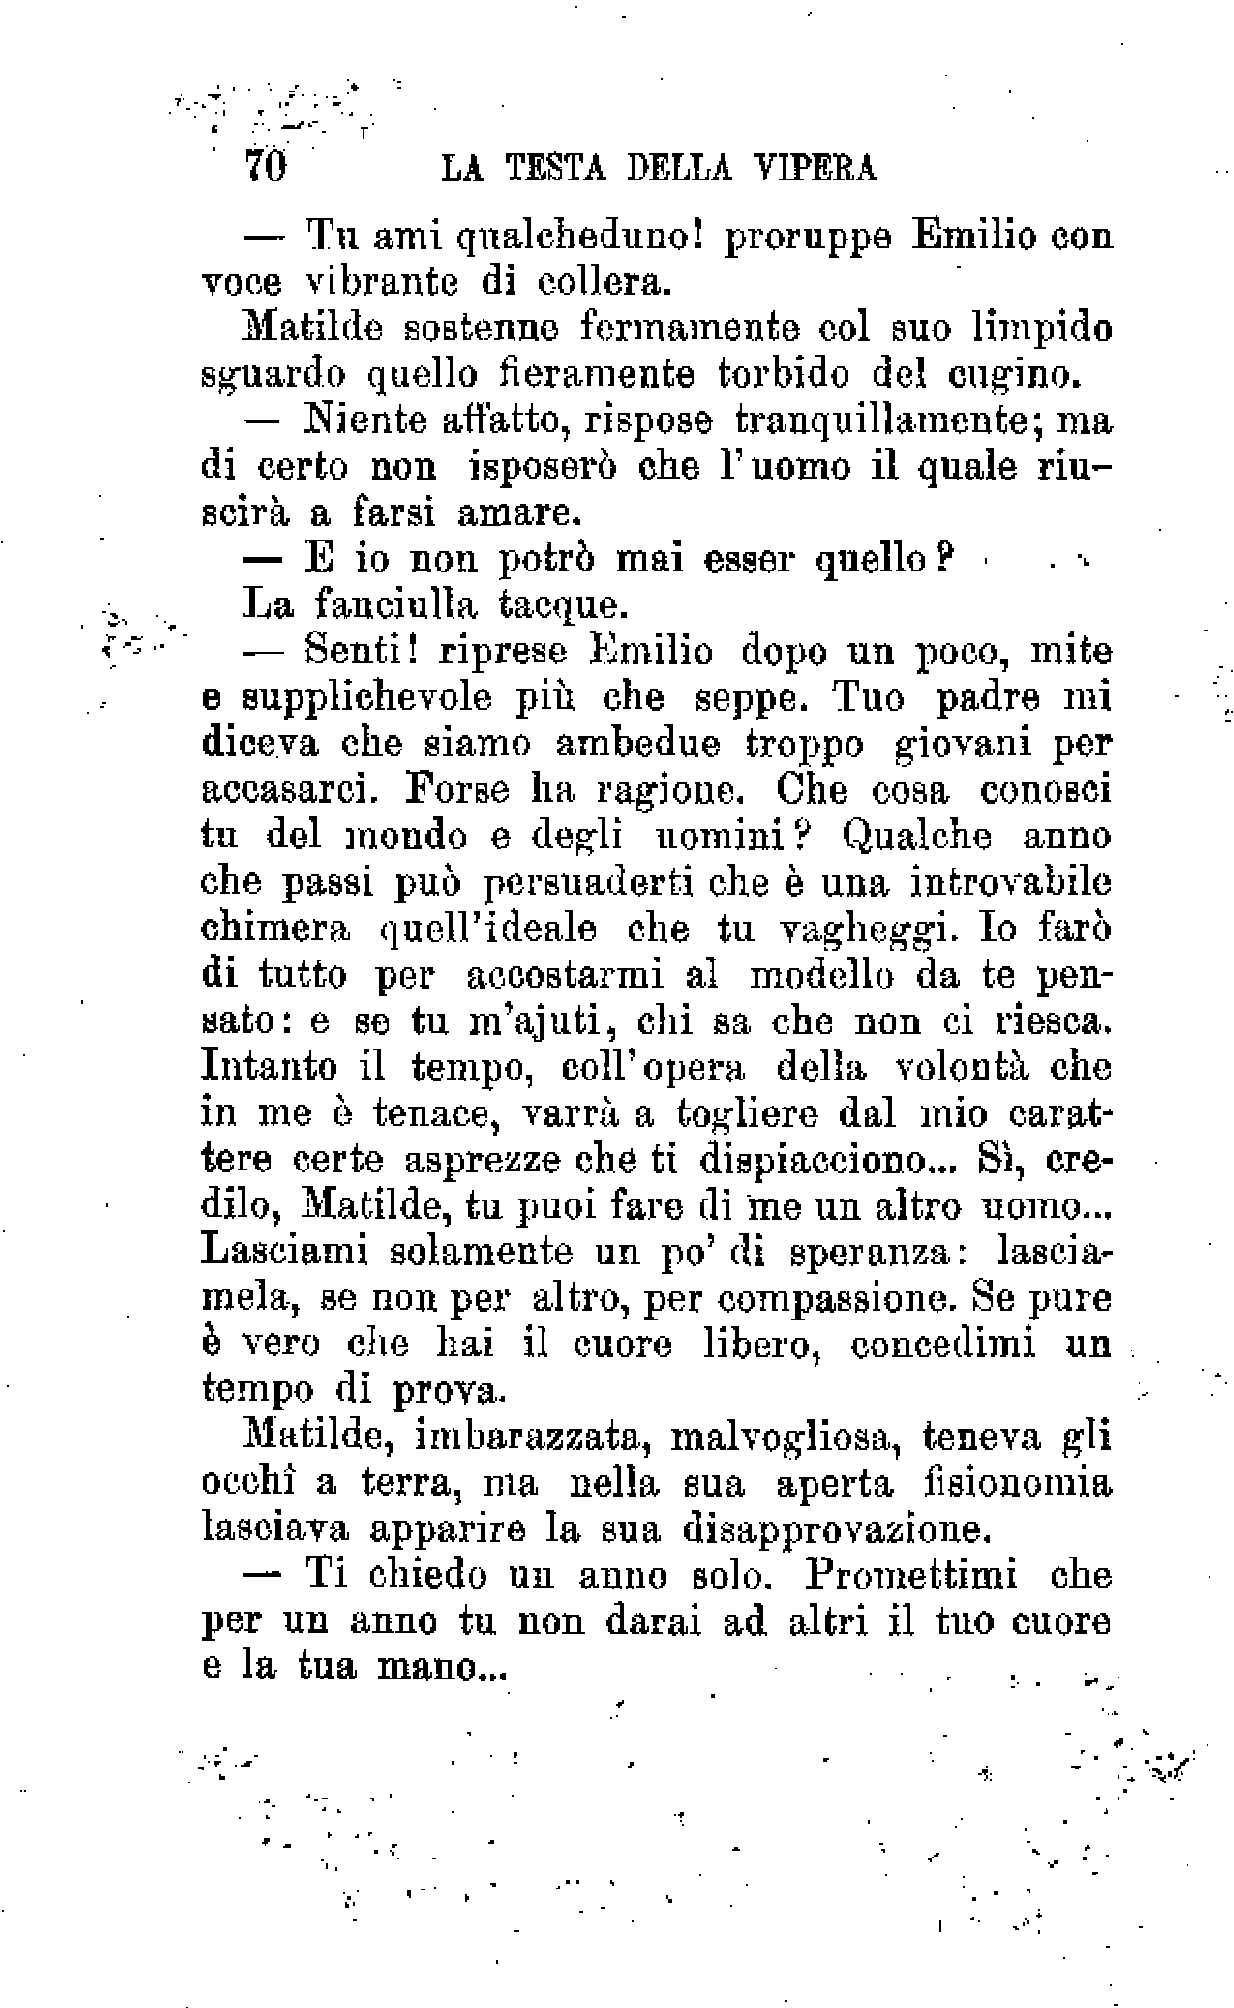 70 LA TESTA DELLA VIPERA
— Tu ami qualcheduno! proruppe Emilio con
voce vibrante di collera.
Matilde sostenne fermamente col suo limpido
sguardo quello fieramente torbido del cugino.
— Niente affatto, rispose tranquillamente; ma
di certo non isposerò che l'uomo il quale riu-
scirà a farsi amare.
— E io non potrò mai esser quello?
La fanciulla tacque.
— Senti! riprese Emilio dopo un poco, mite
e supplichevole più che seppe. Tuo padre mi
diceva che siamo ambedue troppo giovani per
accasarci. Forse ha ragione. Che cosa conosci
tu del mondo e degli uomini? Qualche anno
che passi può persuaderti che è una introvabile
chimera quell'ideale che tu vagheggi. Io farò
di tutto per accostarmi al modello da te pen-
sato: e se tu m'ajuti, chi sa che non ci riesca.
Intanto il tempo, coll'opera della volontà che
in me è tenace, varrà a togliere dal mio carat-
tere certe asprezze che ti dispiacciono... Sì, cre-
dilo, Matilde, tu puoi fare di me un altro uomo...
Lasciami solamente un po' di speranza: lascia-
mela, se non per altro, per compassione. Se pure
è vero che hai il cuore libero, concedimi un
tempo di prova.
Matilde, imbarazzata, malvogliosa, teneva gli
occhî a terra, ma nella sua aperta fisionomia
lasciava apparire la sua disapprovazione.
— Ti chiedo un anno solo. Promettimi che
per un anno tu non darai ad altri il tuo cuore
e la tua mano...